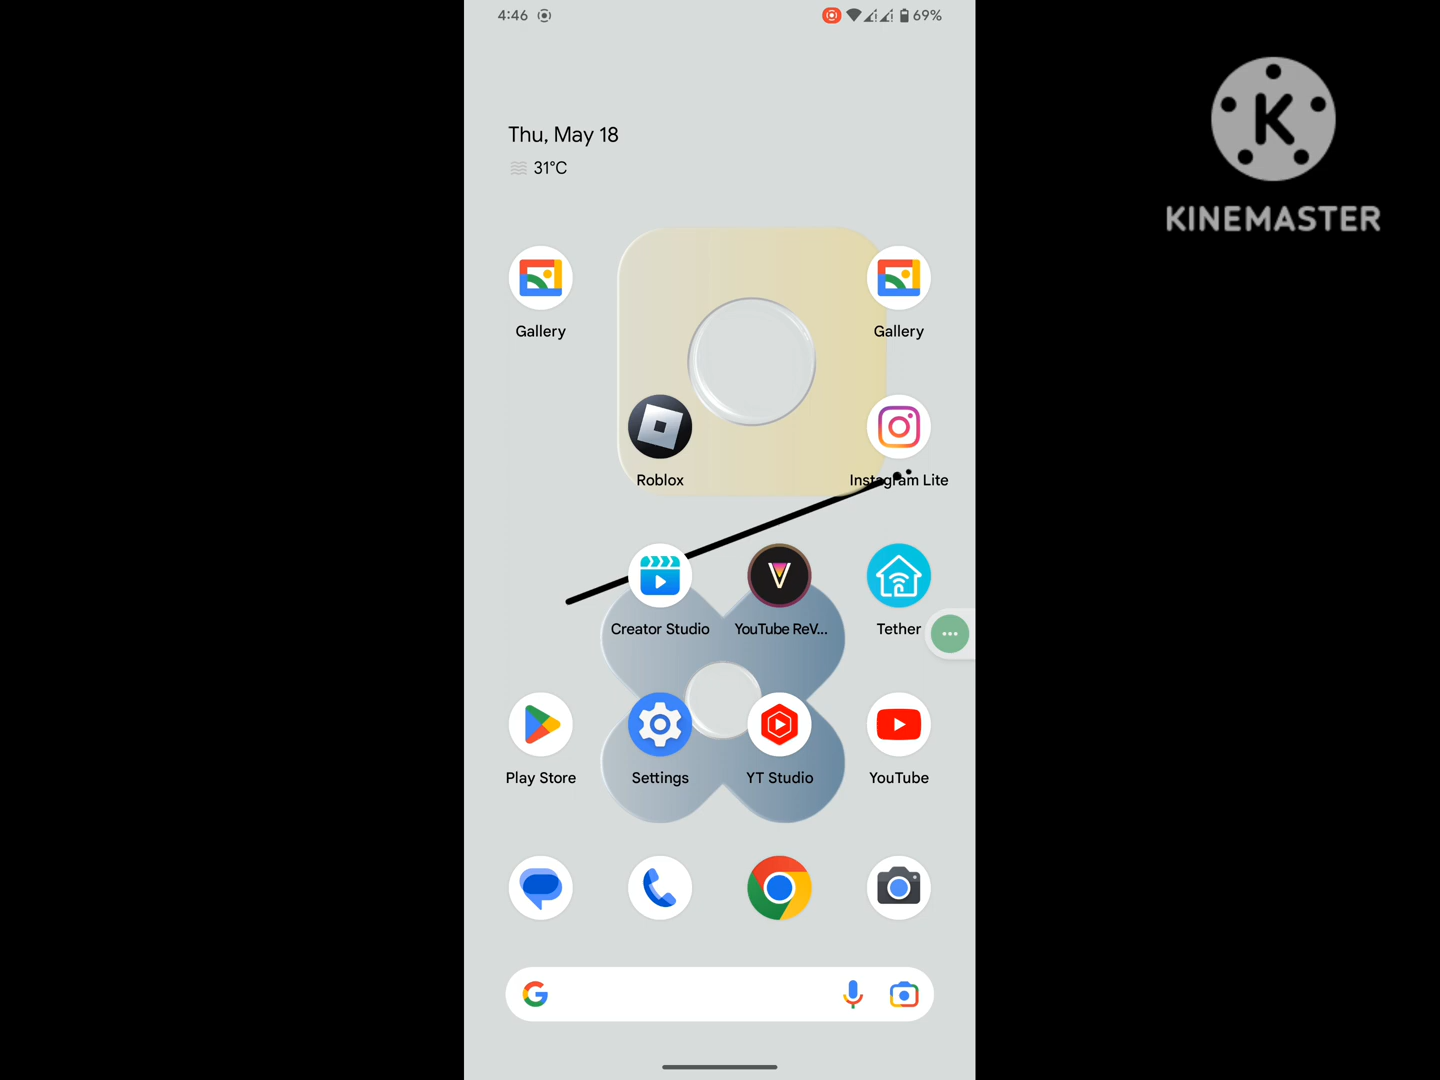 4:46
69%
KINEMASTER
Thu, May 18
31°C
Gallery
Gallery
Roblox
Instagram Lite
Creator Studio
YouTube ReV...
Tether
Play Store
Settings
YT Studio
YouTube